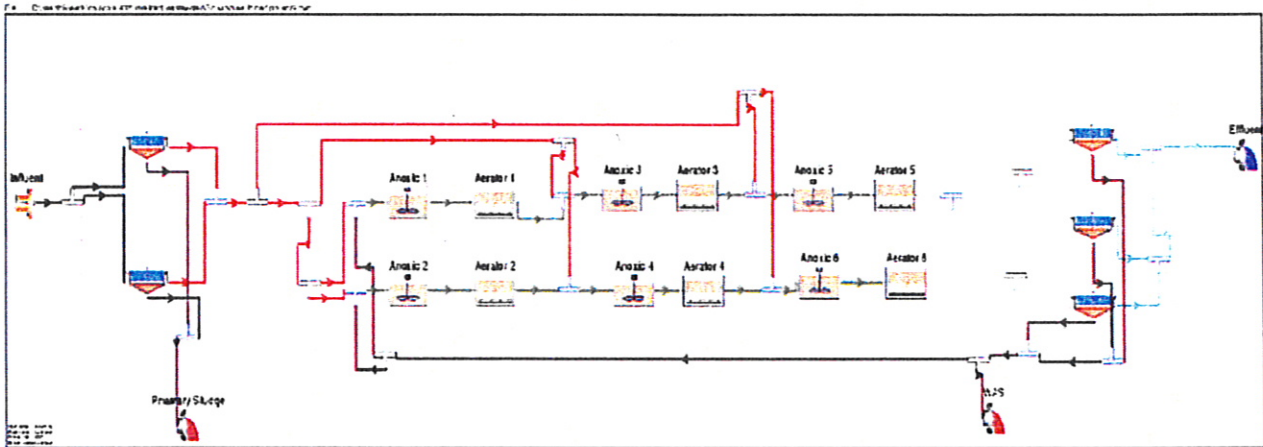 Effluent
Influent
Anoxic 1
Aerator 1
Anoxic 3
Aerator 3
Anoxic 5
Aerator 5
Anoxic 2
Aerator 2
Anoxic 4
Aerator 4
Anoxic 6
Aerator 6
Primary Sludge
WAS